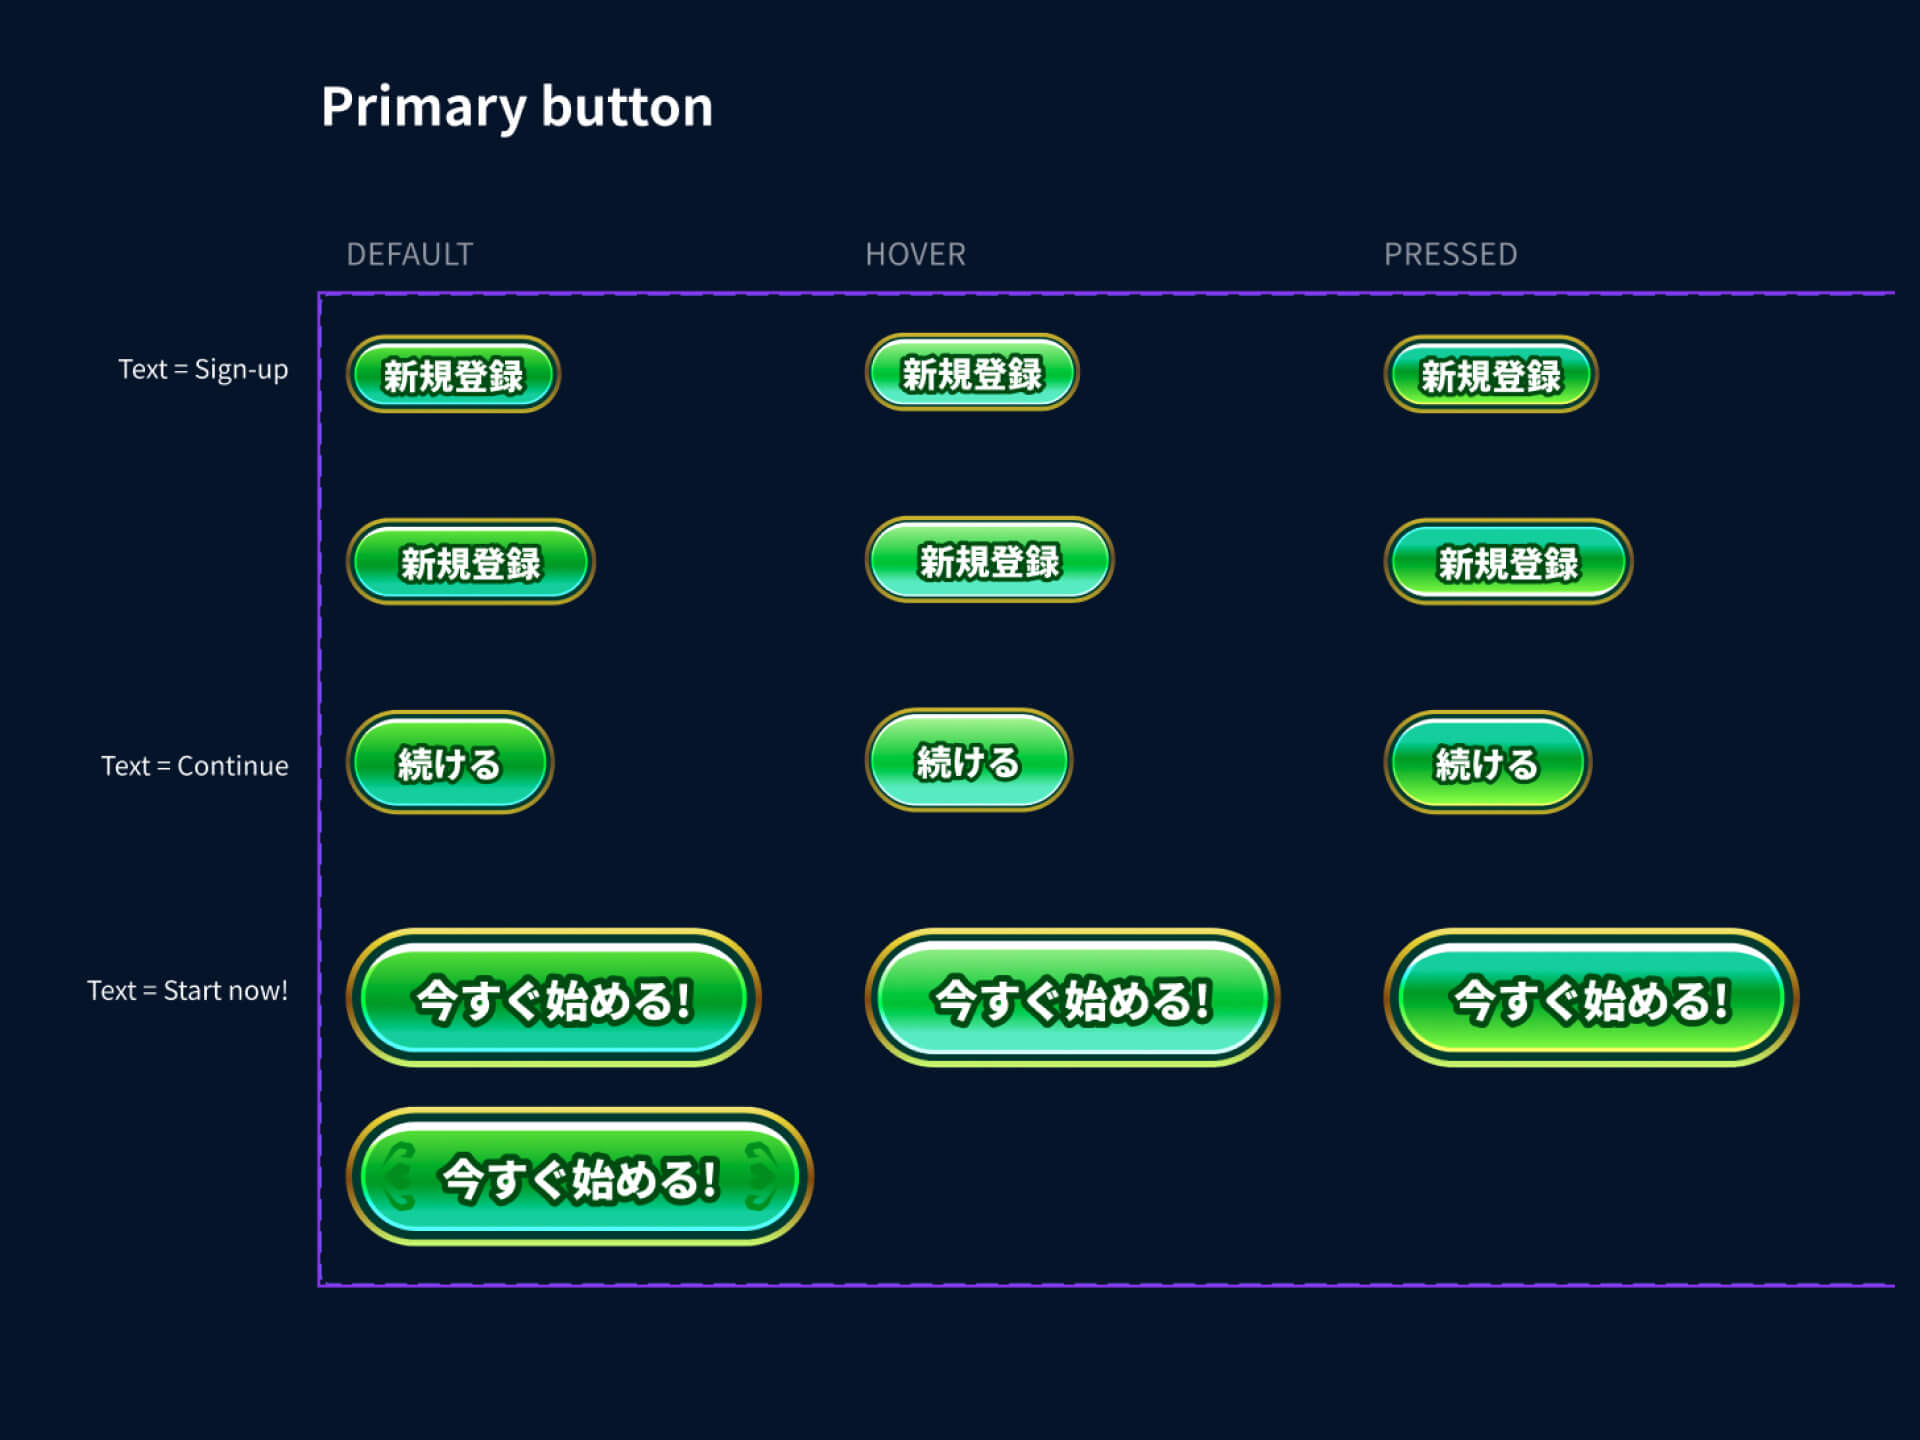 Primary button
DEFAULT HOVER PRESSED
Text = Sign-up 新規登録 新規登録 新規登録
新規登録 新規登録 新規登録
Text = Continue 続ける 続ける 続ける
Text = Start now! 今すぐ始める! 今すぐ始める! 今すぐ始める!
今すぐ始める!